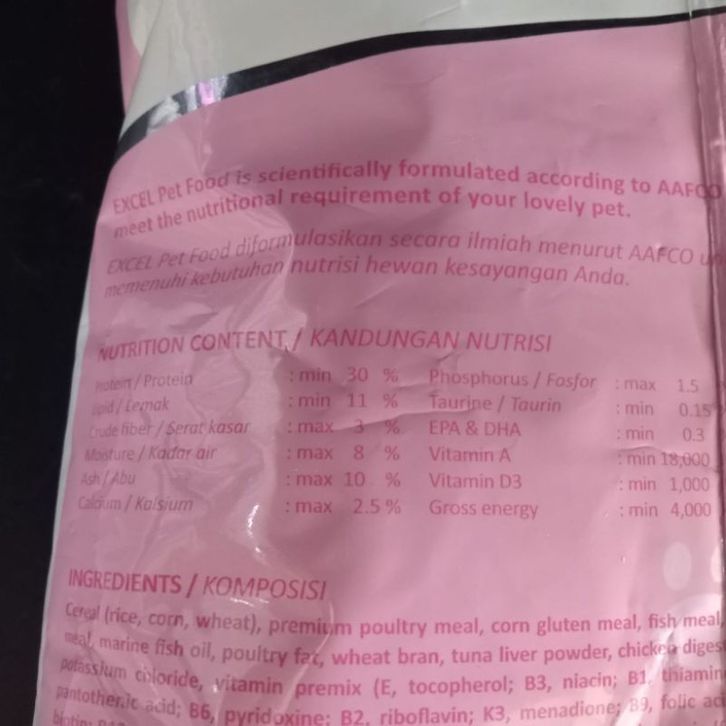 EXCEL Pet Food is scientifically formulated according to AAFCO
meet the nutritional requirement of your lovely pet.
EXCEL Pet Food diformulasikan secara ilmiah menurut AAFCO
memenuhi kebutuhan nutrisi hewan kesayangan Anda.
NUTRITION CONTENT / KANDUNGAN NUTRISI
Protein / Protein : min 30 % Phosphorus / Fosfor : max 1.5
Lipid / Lemak : min 11 % Taurine / Taurin : min 0.15
Crude fiber / Serat kasar : max 3 % EPA & DHA : min 0.3
Moisture / Kadar air : max 8 % Vitamin A : min 18,000
Ash / Abu : max 10 % Vitamin D3 : min 1,000
Calcium / Kalsium : max 2.5 % Gross energy : min 4,000
INGREDIENTS / KOMPOSISI
Cereal (rice, corn, wheat), premium poultry meal, corn gluten meal, fish meal,
meal, marine fish oil, poultry fat, wheat bran, tuna liver powder, chicken
potassium chloride, vitamin premix (E, tocopherol; B3, niacin; B1,
pantothenic acid; B6, pyridoxine; B2, riboflavin; K3, menadione; B9, folic